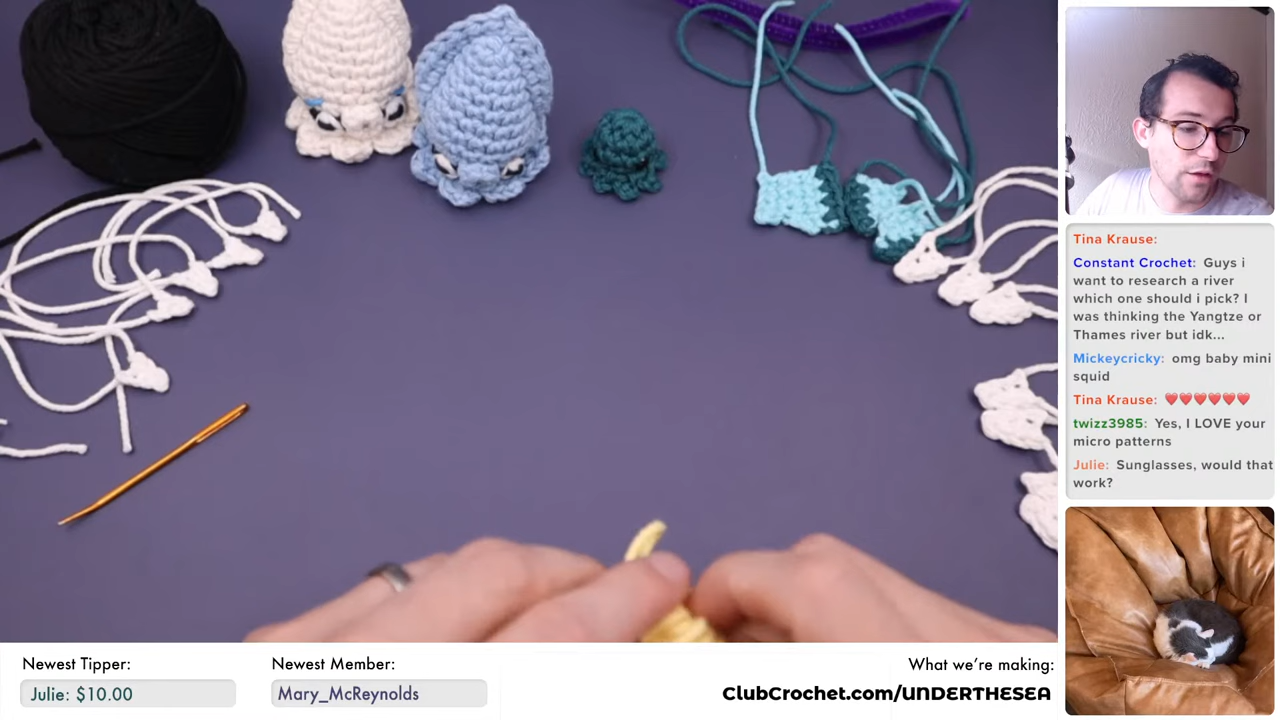 Tina Krause:
Constant Crochet: Guys i
want to research a river
which one should i pick? I
was thinking the Yangtze or
Thames river but idk...
Mickeycricky: omg baby mini
squid
Tina Krause: ❤️❤️❤️❤️❤️❤️
twizz3985: Yes, I LOVE your
micro patterns
Julie: Sunglasses, would that
work?
Newest Tipper:
Julie: $10.00
Newest Member:
Mary_McReynolds
What we're making:
ClubCrochet.com/UNDERTHESEA